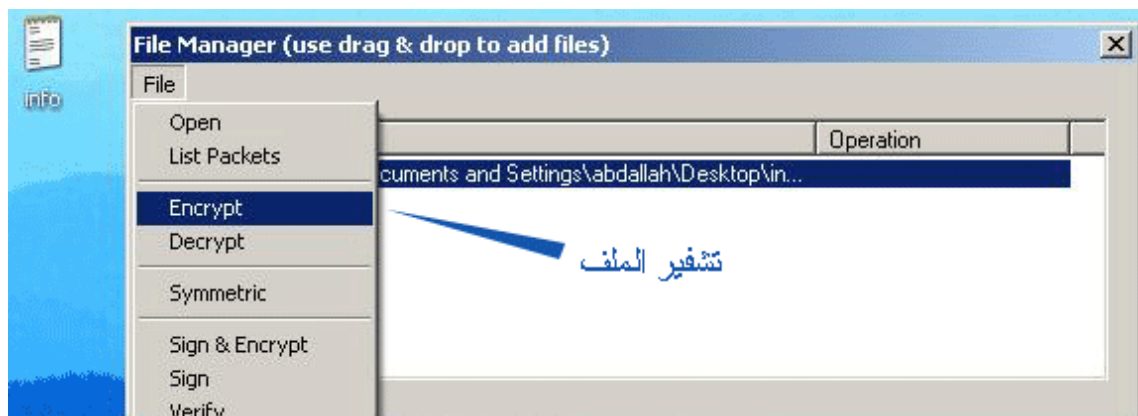 File Manager (use drag & drop to add files)
info
File
Open
Operation
List Packets
cuments and Settings\abdallah\Desktop\in...
Encrypt
Decrypt
تشفير الملف
Symmetric
Sign & Encrypt
Sign
Verify